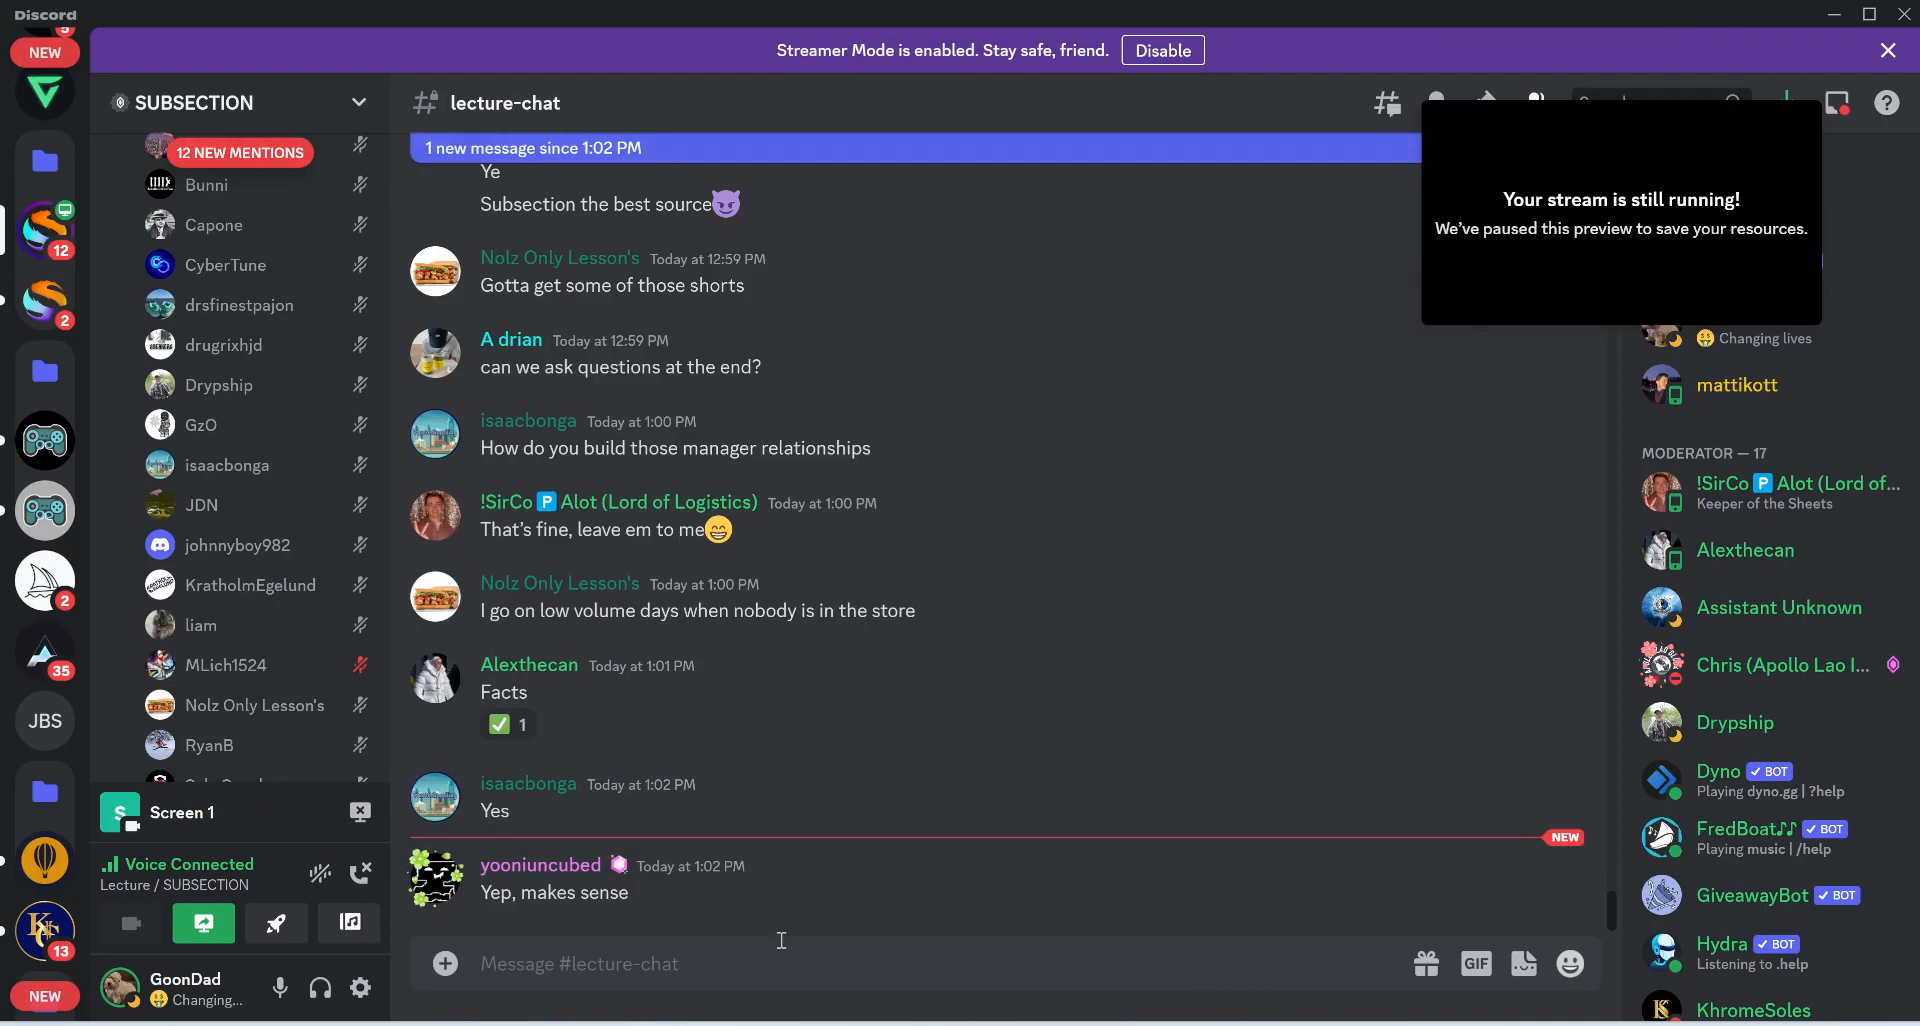 Discord
5
NEW
12
2
2
35
JBS
13
NEW
Streamer Mode is enabled. Stay safe, friend.
Disable
SUBSECTION
12 NEW MENTIONS
Bunni
Capone
CyberTune
drsfinestpajon
drugrixhjd
Drypship
GzO
isaacbonga
JDN
johnnyboy982
KratholmEgelund
liam
MLich1524
Nolz Only Lesson's
RyanB
S
Screen 1
Voice Connected
Lecture / SUBSECTION
GoonDad
🤑 Changing...
lecture-chat
1 new message since 1:02 PM
Ye
Subsection the best source😈
Nolz Only Lesson's Today at 12:59 PM
Gotta get some of those shorts
A drian Today at 12:59 PM
can we ask questions at the end?
isaacbonga Today at 1:00 PM
How do you build those manager relationships
!SirCo 🅿 Alot (Lord of Logistics) Today at 1:00 PM
That's fine, leave em to me😁
Nolz Only Lesson's Today at 1:00 PM
I go on low volume days when nobody is in the store
Alexthecan Today at 1:01 PM
Facts
✅ 1
isaacbonga Today at 1:02 PM
Yes
NEW
yooniuncubed Today at 1:02 PM
Yep, makes sense
Message #lecture-chat
GIF
Your stream is still running!
We've paused this preview to save your resources.
🤑 Changing lives
mattikott
MODERATOR — 17
!SirCo 🅿 Alot (Lord of...
Keeper of the Sheets
Alexthecan
Assistant Unknown
Chris (Apollo Lao I...
Drypship
Dyno ✓ BOT
Playing dyno.gg | ?help
FredBoat♪♪ ✓ BOT
Playing music | /help
GiveawayBot ✓ BOT
Hydra ✓ BOT
Listening to .help
KhromeSoles